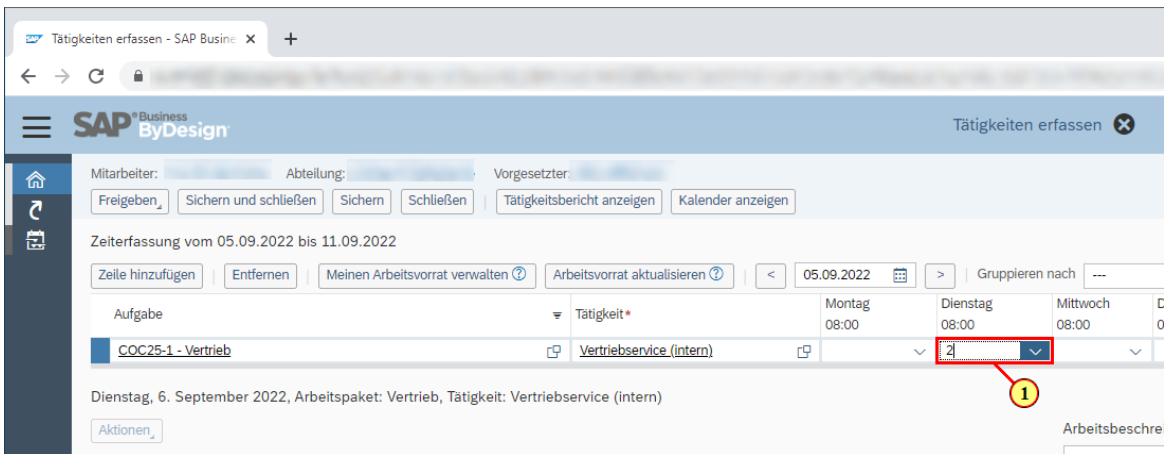 Tätigkeiten erfassen - SAP Busine
SAP Business ByDesign
Tätigkeiten erfassen
Mitarbeiter: Abteilung: Vorgesetzter:
Freigeben Sichern und schließen Sichern Schließen Tätigkeitsbericht anzeigen Kalender anzeigen
Zeiterfassung vom 05.09.2022 bis 11.09.2022
Zeile hinzufügen Entfernen Meinen Arbeitsvorrat verwalten ? Arbeitsvorrat aktualisieren ? < 05.09.2022 > Gruppieren nach ---
Aufgabe Tätigkeit* Montag Dienstag Mittwoch D
08:00 08:00 08:00 0
COC25-1 - Vertrieb Vertriebservice (intern) 2
1
Dienstag, 6. September 2022, Arbeitspaket: Vertrieb, Tätigkeit: Vertriebservice (intern)
Aktionen
Arbeitsbeschrei